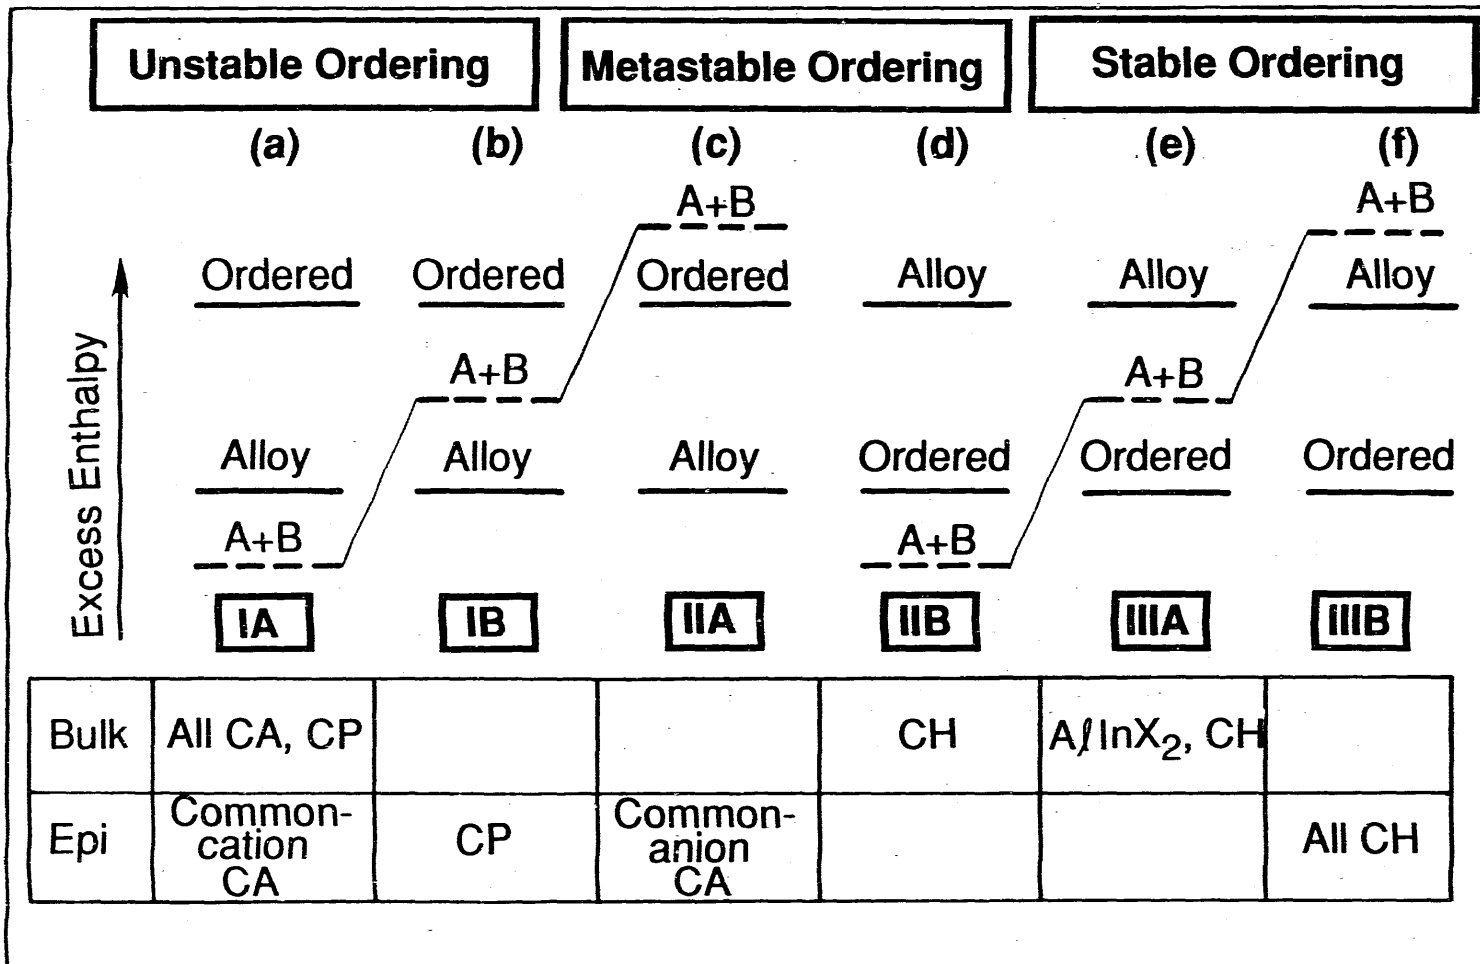 Unstable Ordering Metastable Ordering Stable Ordering
(a) (b) (c) (d) (e) (f)
A+B A+B
Ordered Ordered Ordered Alloy Alloy Alloy
A+B A+B
Alloy Alloy Alloy Ordered Ordered Ordered
A+B A+B
Excess Enthalpy
IA IB IIA IIB IIIA IIIB
Bulk All CA, CP CH AlInX2, CH
Epi Common-
cation
CA CP Common-
anion
CA All CH